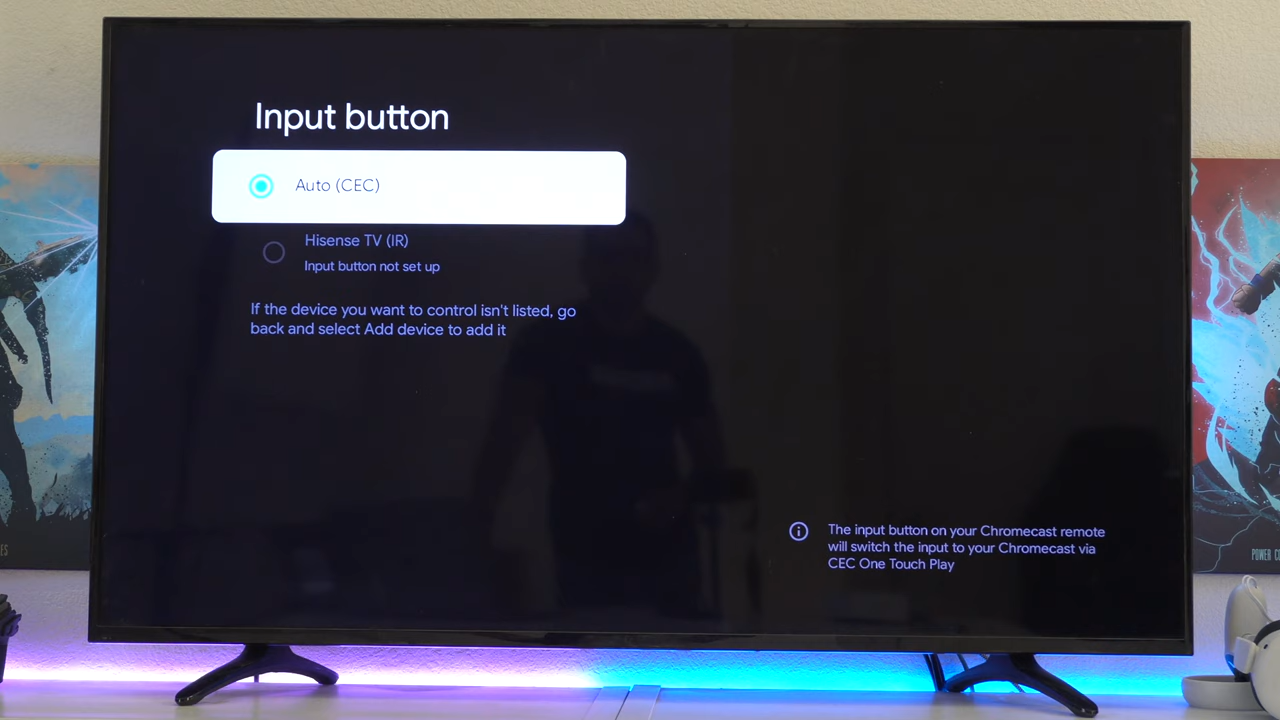 Input button
Auto (CEC)
Hisense TV (IR)
Input button not set up
If the device you want to control isn't listed, go
back and select Add device to add it
The input button on your Chromecast remote
will switch the input to your Chromecast via
CEC One Touch Play
POWER